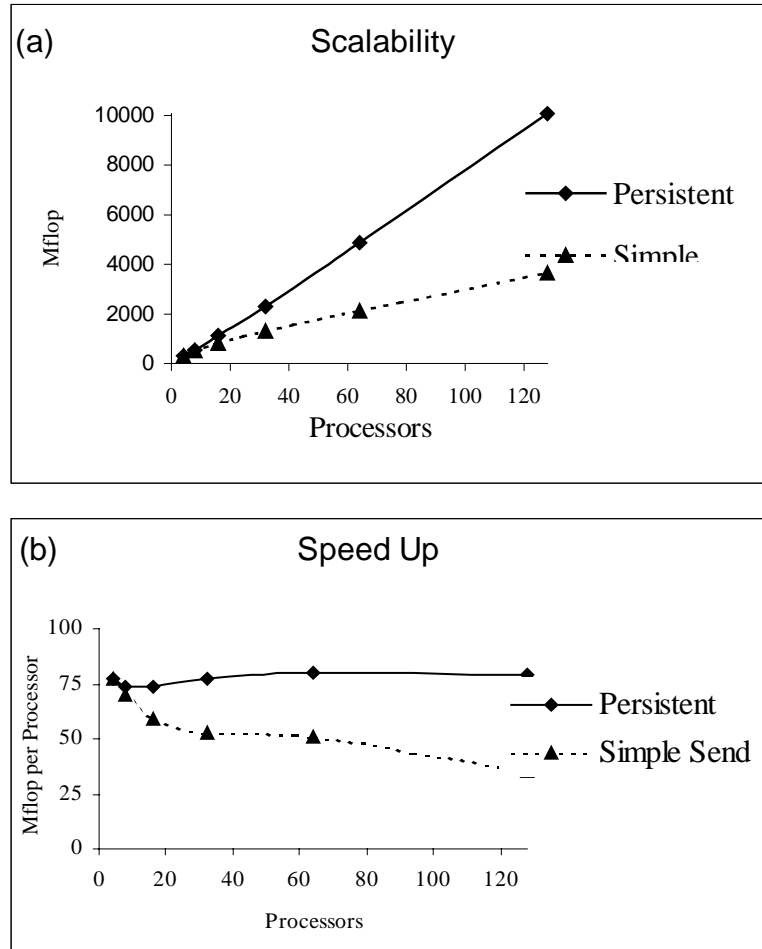 (a)
Scalability
10000
8000
6000
4000
2000
0
Mflop
0 20 40 60 80 100 120
Processors
Persistent
Simple
(b)
Speed Up
100
75
50
25
0
Mflop per Processor
0 20 40 60 80 100 120
Processors
Persistent
Simple Send